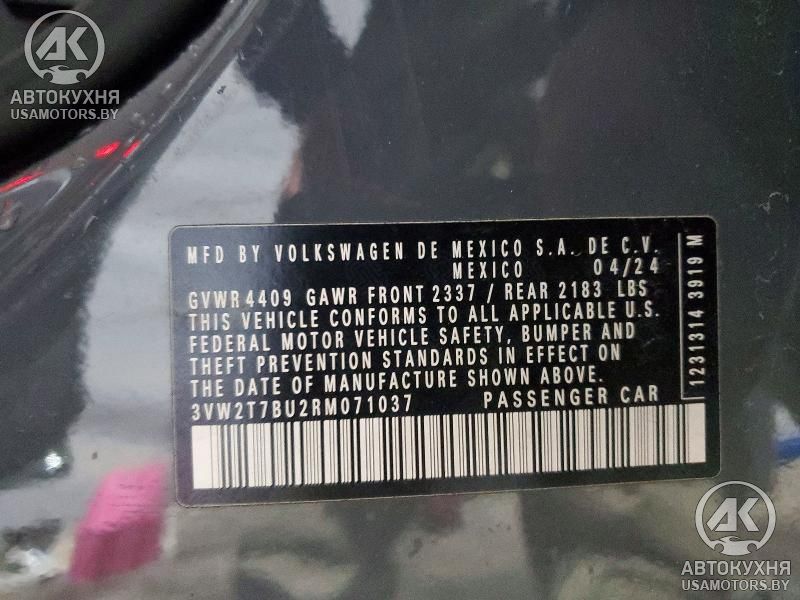 AK
АВТОКУХНЯ
USAMOTORS.BY
MFD BY VOLKSWAGEN DE MEXICO S.A. DE C.V.
MEXICO 04/24
GVWR 4409 GAWR FRONT 2337 / REAR 2183 LBS
THIS VEHICLE CONFORMS TO ALL APPLICABLE U.S.
FEDERAL MOTOR VEHICLE SAFETY, BUMPER AND
THEFT PREVENTION STANDARDS IN EFFECT ON
THE DATE OF MANUFACTURE SHOWN ABOVE.
3VW2T7BU2RM071037 PASSENGER CAR
1231314 3919 M
AK
АВТОКУХНЯ
USAMOTORS.BY